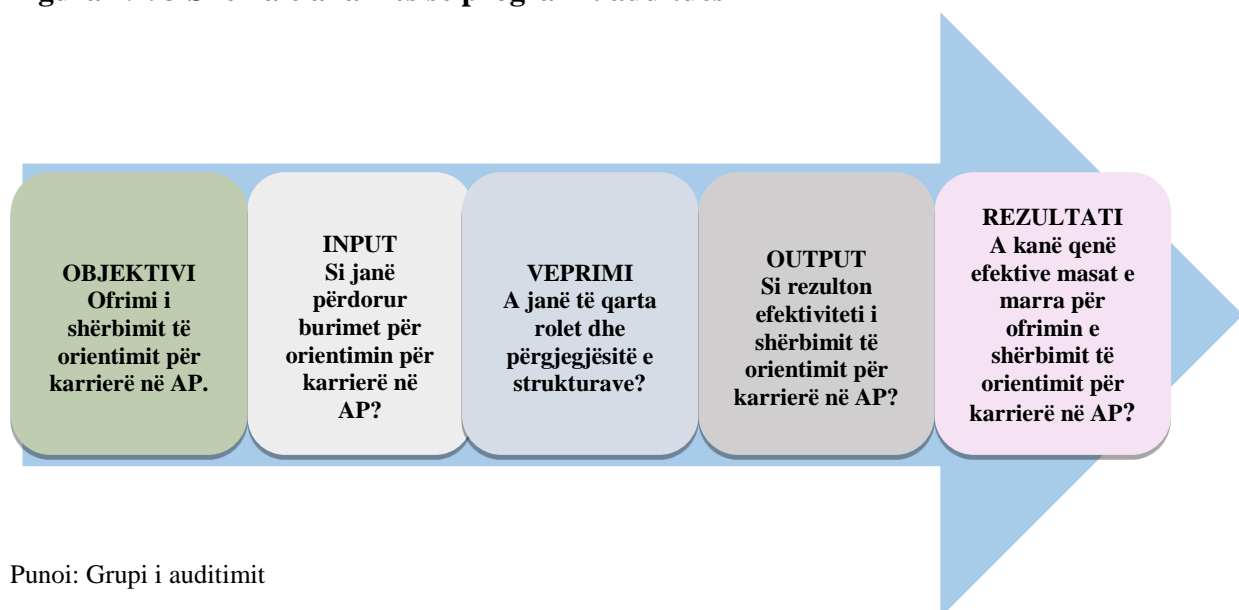 OBJEKTIVI
Ofrimi i
shërbimit të
orientimit për
karrierë në AP.
INPUT
Si janë
përdorur
burimet për
orientimin për
karrierë në
AP?
VEPRIMI
A janë të qarta
rolet dhe
përgjegjësitë e
strukturave?
OUTPUT
Si rezulton
efektiviteti i
shërbimit të
orientimit për
karrierë në AP?
REZULTATI
A kanë qenë
efektive masat e
marra për
ofrimin e
shërbimit të
orientimit për
karrierë në AP?
Punoi: Grupi i auditimit